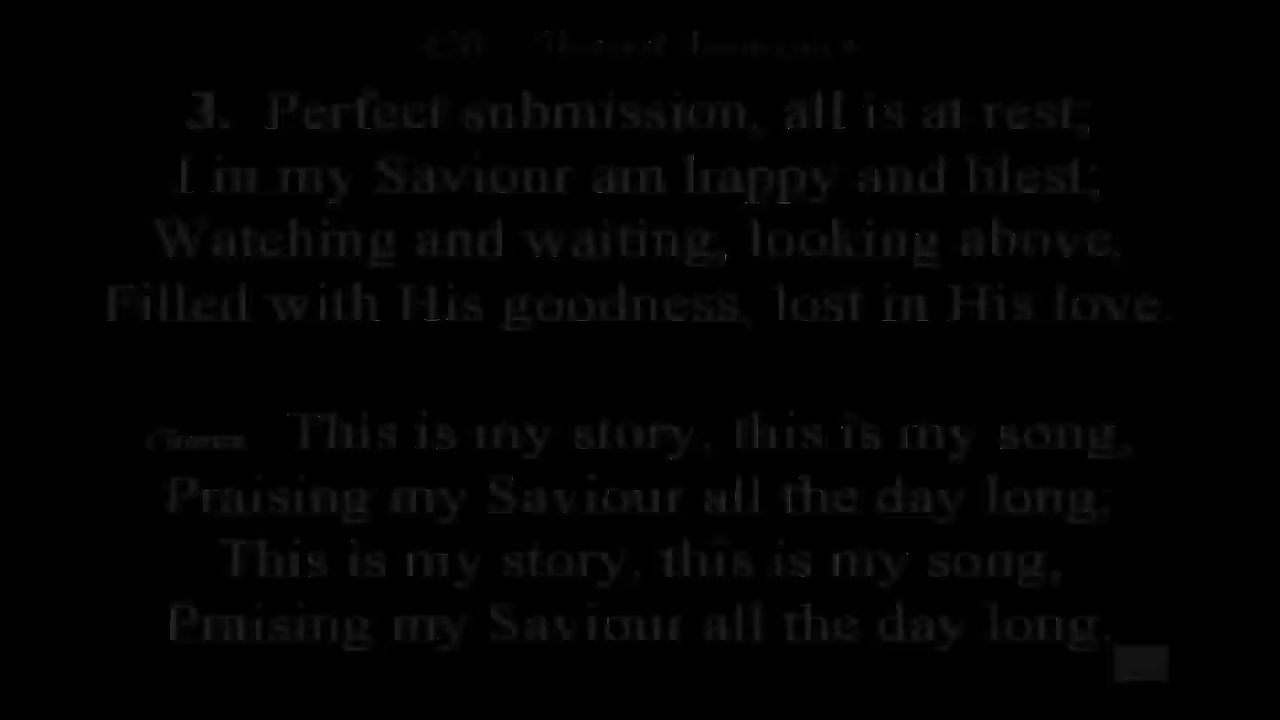 Blessed Assurance
3. Perfect submission, all is at rest;
I in my Saviour am happy and blest;
Watching and waiting, looking above,
Filled with His goodness, lost in His love.
Chorus This is my story, this is my song,
Praising my Saviour all the day long;
This is my story, this is my song,
Praising my Saviour all the day long.